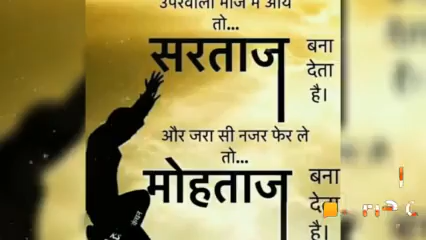 उपरवाला मौज में आये
तो...
सरताज बना
देता
है।
और जरा सी नजर फेर ले
तो...
मोहताज बना
देता
है।